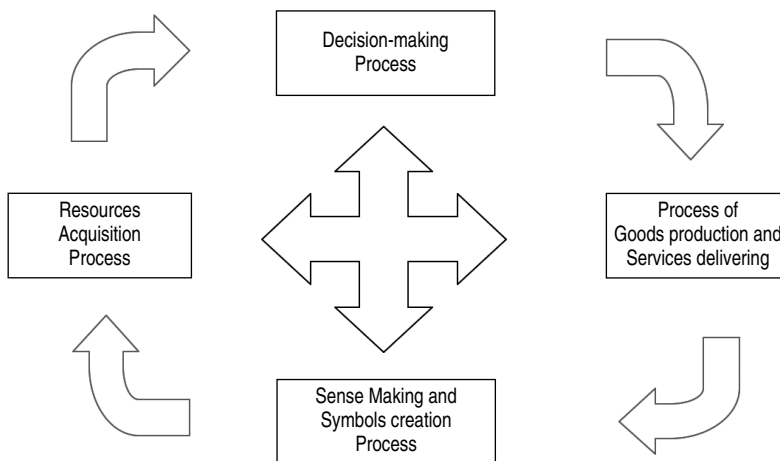 Decision-making
Process
Resources
Acquisition
Process
Process of
Goods production and
Services delivering
Sense Making and
Symbols creation
Process